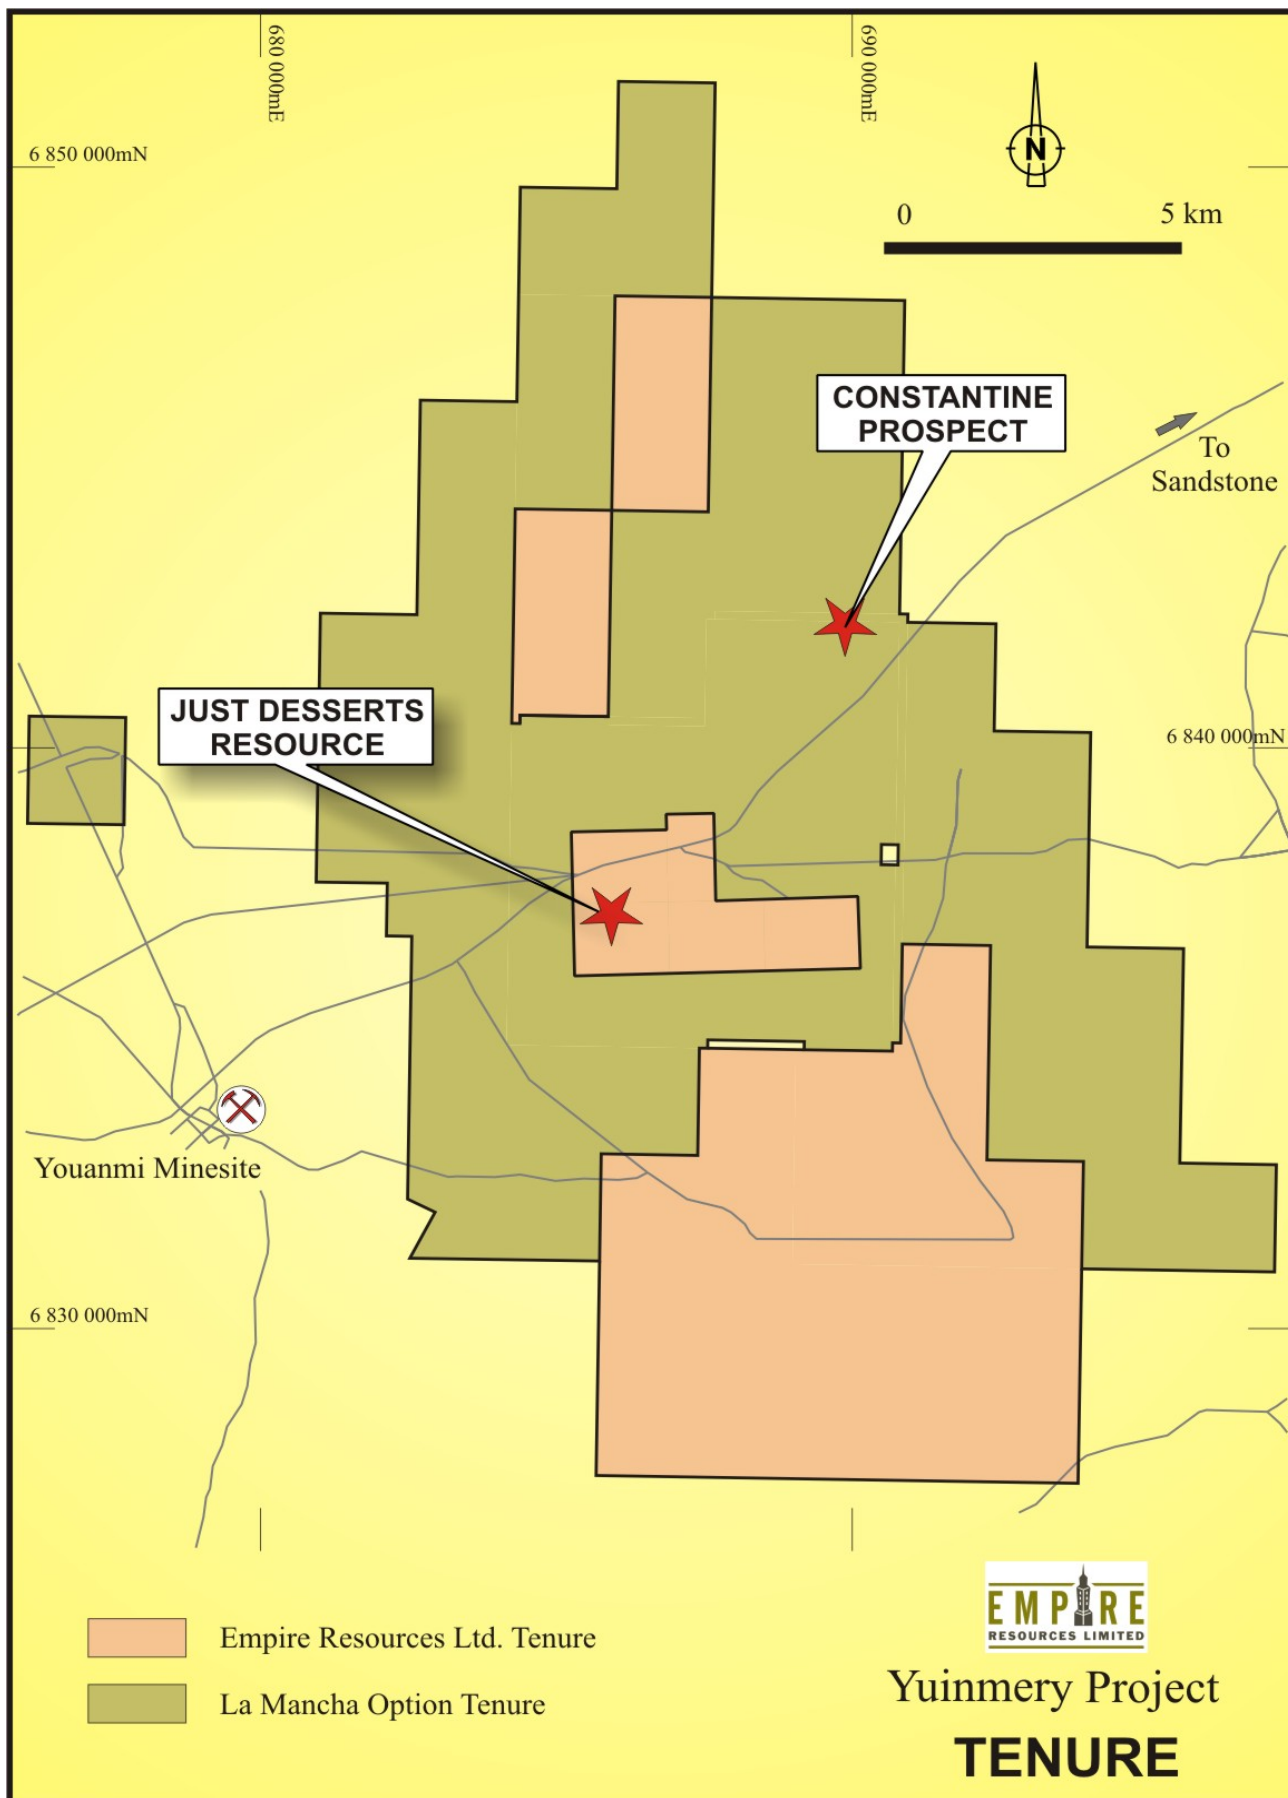 680 000mE
690 000mE
6 850 000mN
N
0 5 km
CONSTANTINE
PROSPECT
To
Sandstone
JUST DESSERTS
RESOURCE
6 840 000mN
Youanmi Minesite
6 830 000mN
EMPIRE
RESOURCES LIMITED
Empire Resources Ltd. Tenure
La Mancha Option Tenure
Yuinmery Project
TENURE